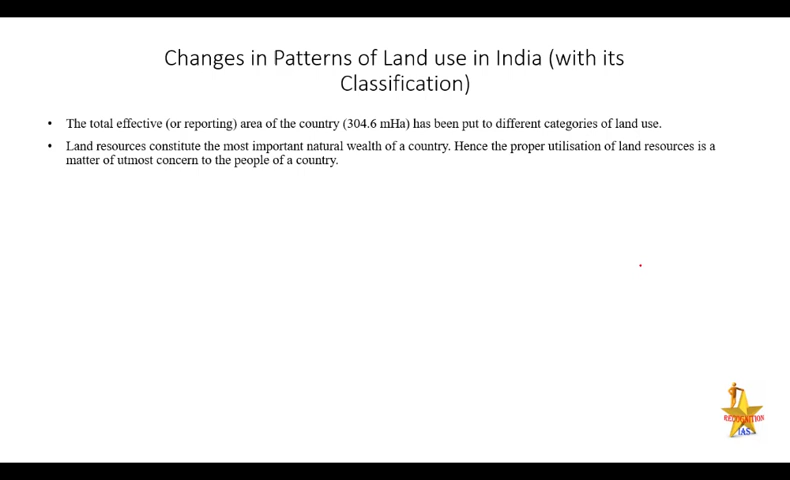 Changes in Patterns of Land use in India (with its
Classification)
• The total effective (or reporting) area of the country (304.6 mHa) has been put to different categories of land use.
• Land resources constitute the most important natural wealth of a country. Hence the proper utilisation of land resources is a
matter of utmost concern to the people of a country.
RECOGNITION
IAS